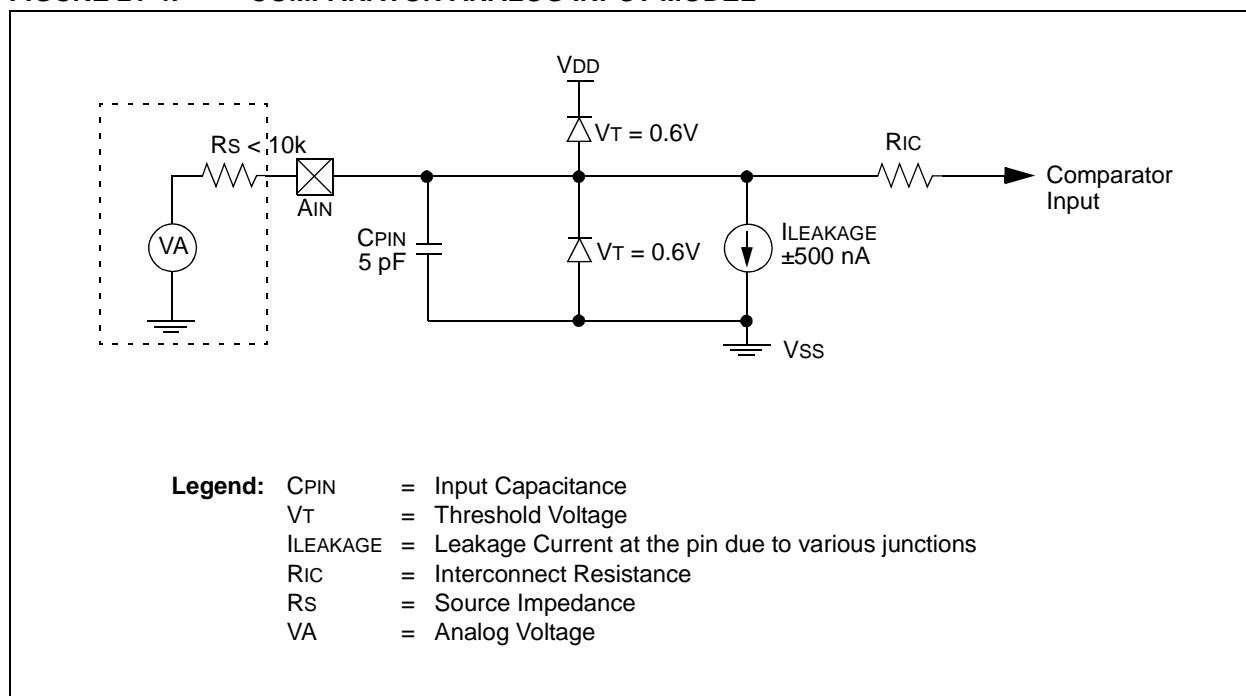 VDD
VT = 0.6V
RS < 10k
RIC
AIN
Comparator
Input
VA
CPIN
5 pF
VT = 0.6V
ILEAKAGE
±500 nA
VSS
Legend: CPIN = Input Capacitance
VT = Threshold Voltage
ILEAKAGE = Leakage Current at the pin due to various junctions
RIC = Interconnect Resistance
RS = Source Impedance
VA = Analog Voltage